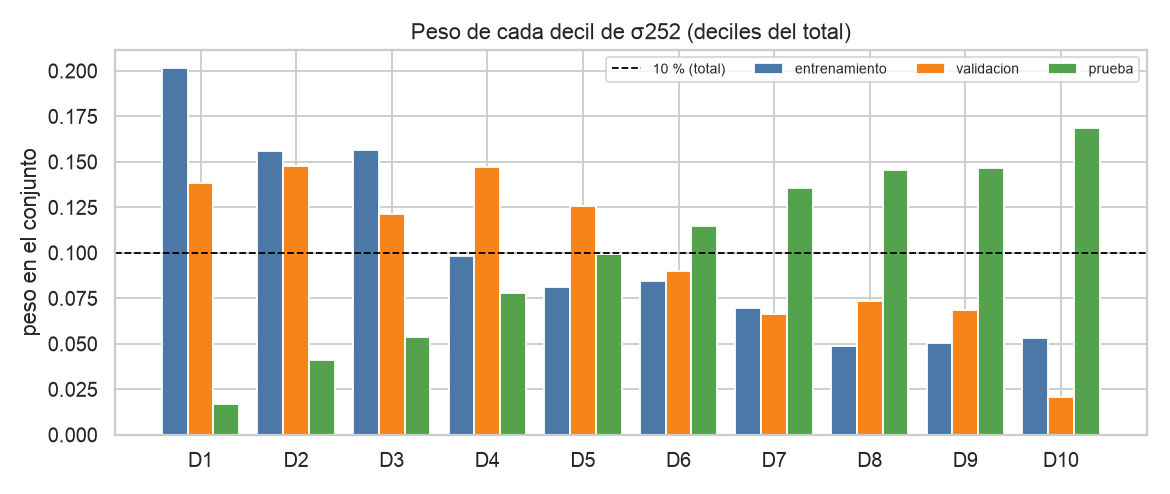 Peso de cada decil de σ252 (deciles del total)
10 % (total) entrenamiento validacion prueba
peso en el conjunto
0.200
0.175
0.150
0.125
0.100
0.075
0.050
0.025
0.000
D1 D2 D3 D4 D5 D6 D7 D8 D9 D10